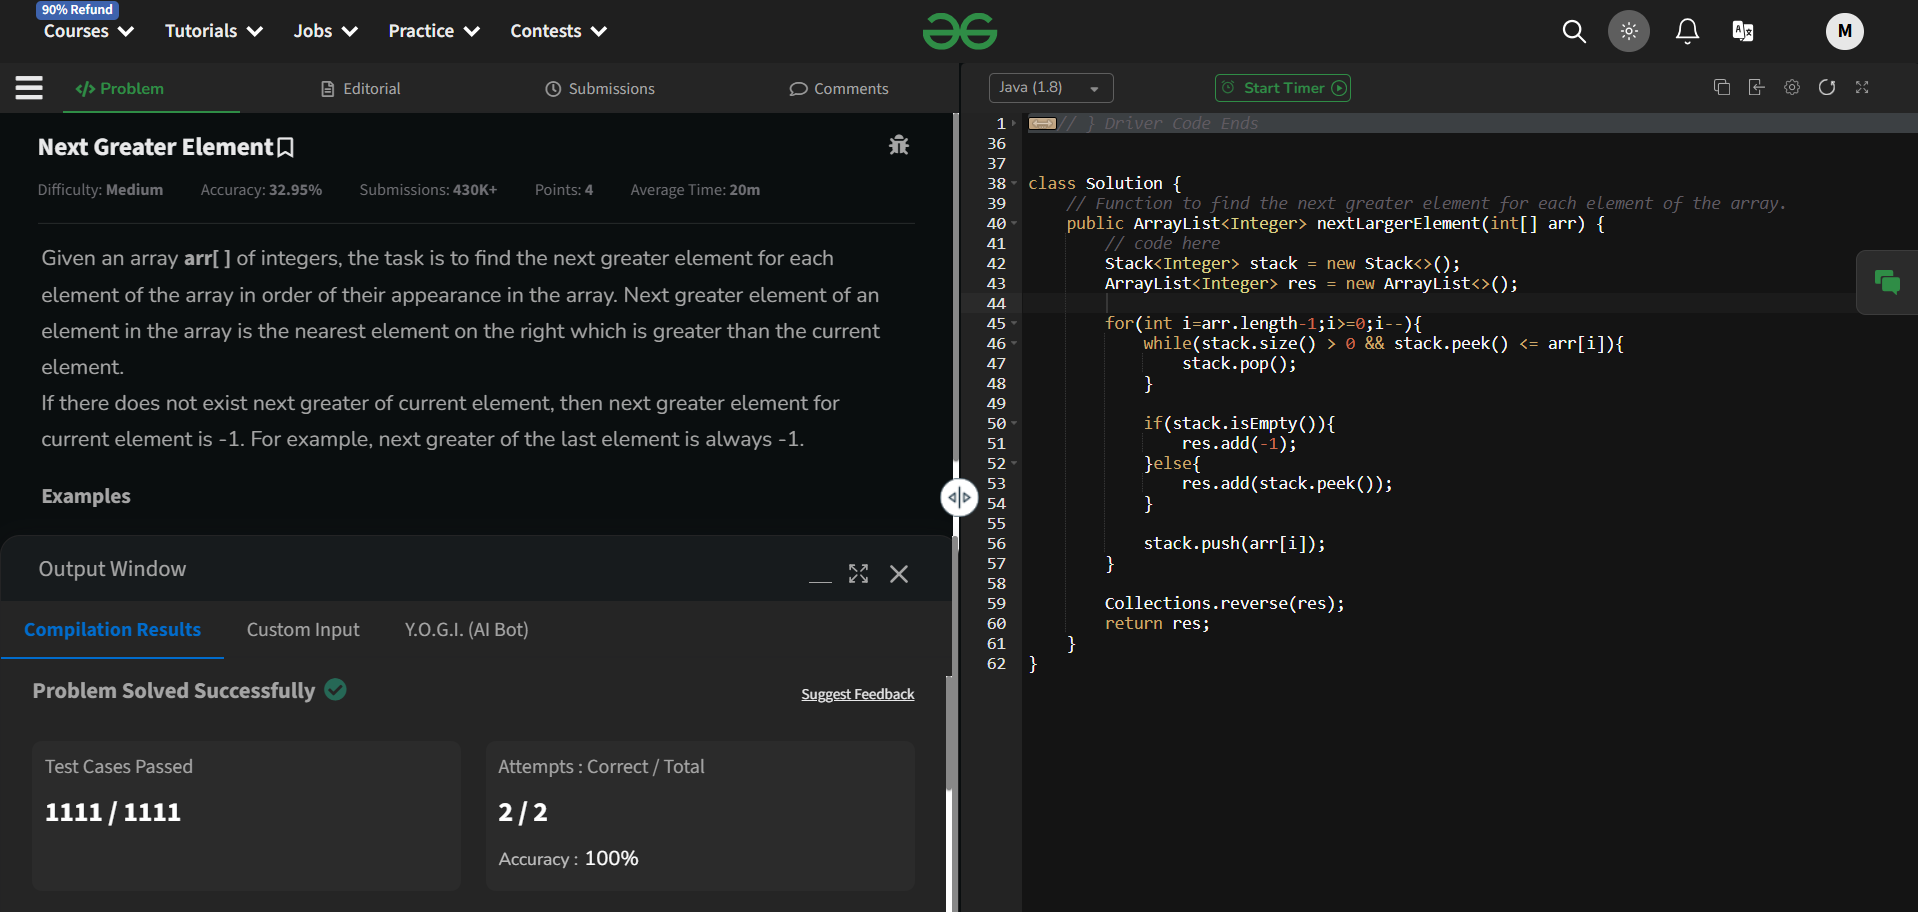 90% Refund
Courses Tutorials Jobs Practice Contests
M
</> Problem Editorial Submissions Comments
Next Greater Element
Difficulty: Medium Accuracy: 32.95% Submissions: 430K+ Points: 4 Average Time: 20m
Given an array arr[ ] of integers, the task is to find the next greater element for each
element of the array in order of their appearance in the array. Next greater element of an
element in the array is the nearest element on the right which is greater than the current
element.
If there does not exist next greater of current element, then next greater element for
current element is -1. For example, next greater of the last element is always -1.
Examples
Output Window
Compilation Results Custom Input Y.O.G.I. (AI Bot)
Problem Solved Successfully
Suggest Feedback
Test Cases Passed
1111 / 1111
Attempts : Correct / Total
2 / 2
Accuracy : 100%
Java (1.8) Start Timer
1 // } Driver Code Ends
36
37
38 class Solution {
39 // Function to find the next greater element for each element of the array.
40 public ArrayList<Integer> nextLargerElement(int[] arr) {
41 // code here
42 Stack<Integer> stack = new Stack<>();
43 ArrayList<Integer> res = new ArrayList<>();
44
45 for(int i=arr.length-1;i>=0;i--){
46 while(stack.size() > 0 && stack.peek() <= arr[i]){
47 stack.pop();
48 }
49
50 if(stack.isEmpty()){
51 res.add(-1);
52 }else{
53 res.add(stack.peek());
54 }
55
56 stack.push(arr[i]);
57 }
58
59 Collections.reverse(res);
60 return res;
61 }
62 }